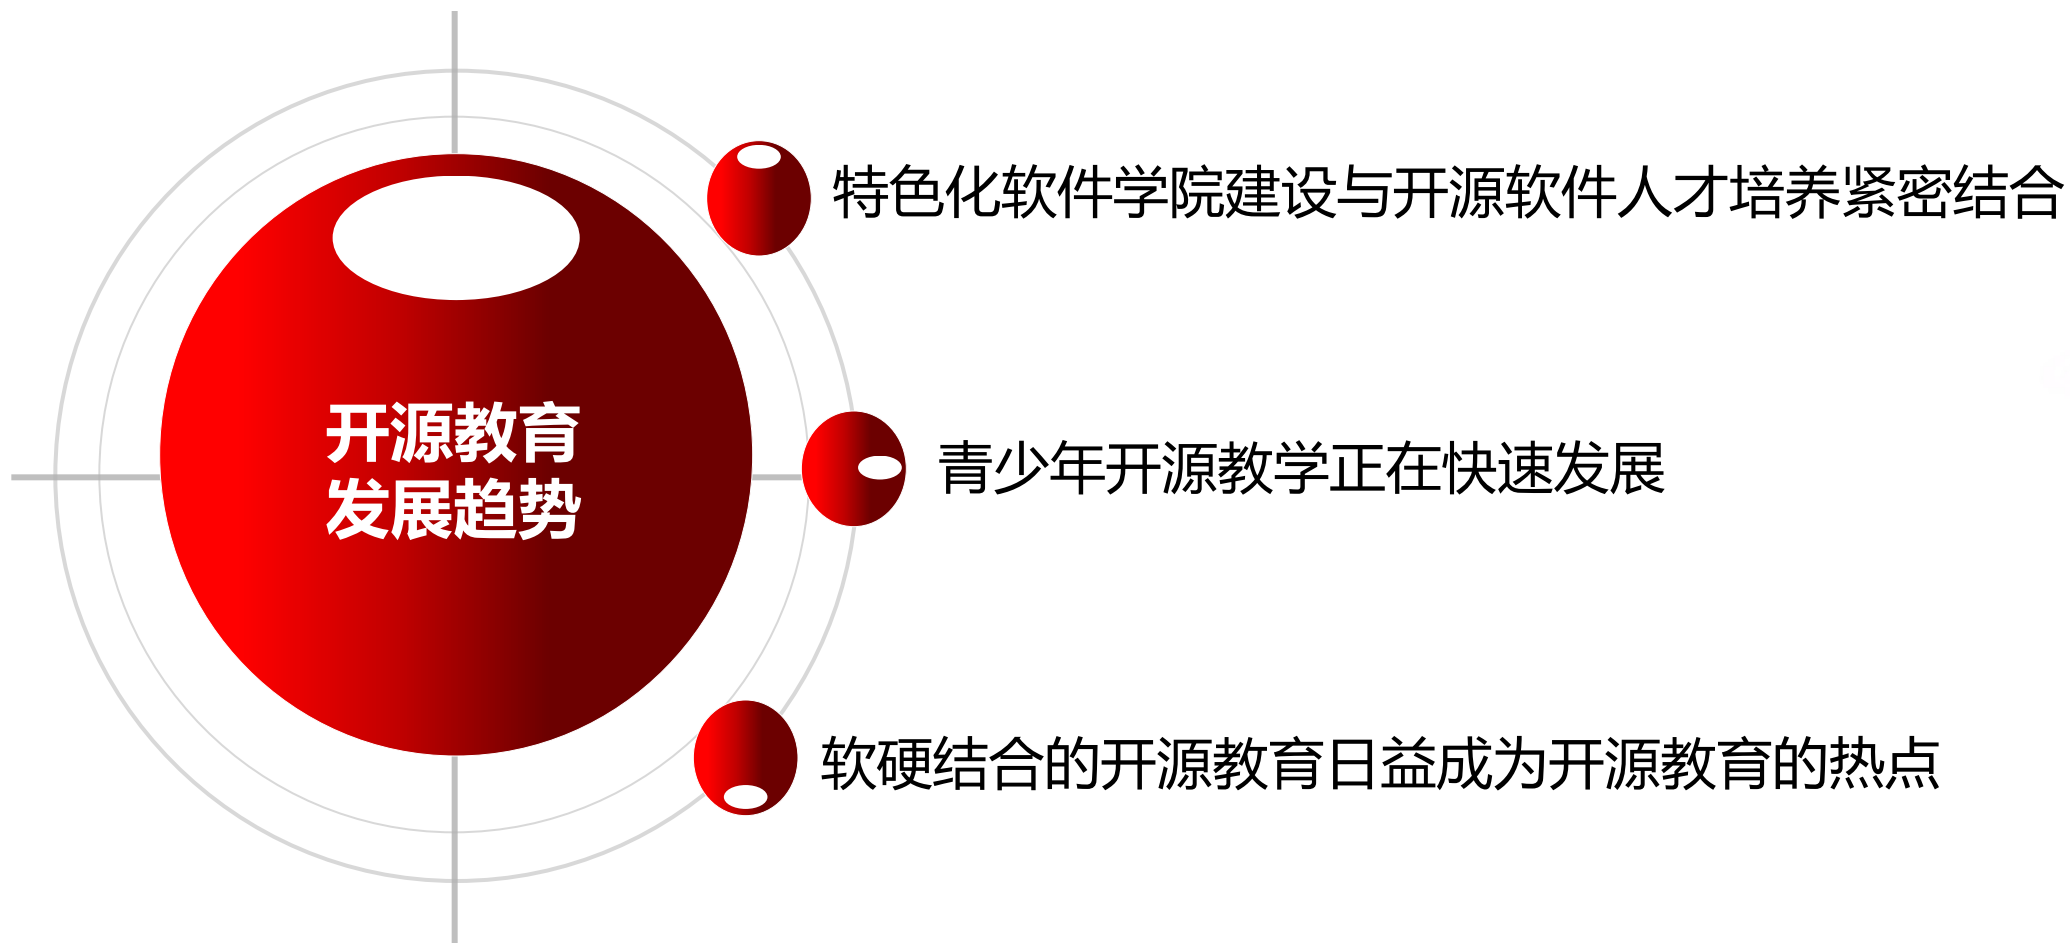 特色化软件学院建设与开源软件人才培养紧密结合
开源教育
发展趋势
青少年开源教学正在快速发展
软硬结合的开源教育日益成为开源教育的热点